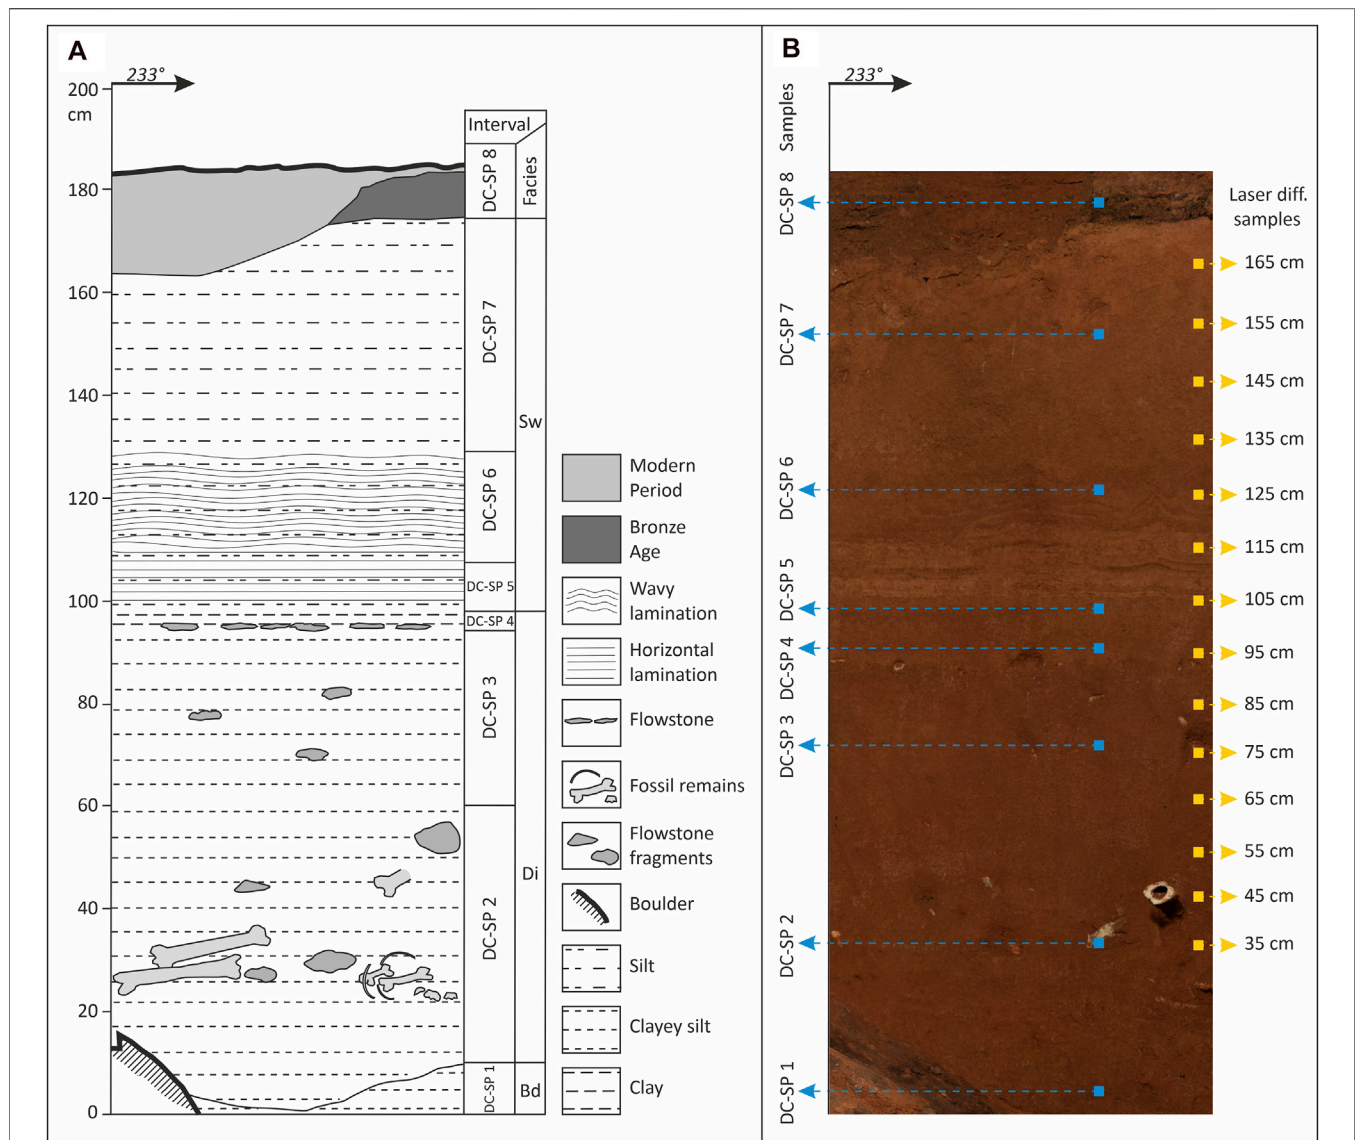 A
233°
200
cm
180
160
140
120
100
80
60
40
20
0
Interval
Facies
DC-SP 8
DC-SP 7
DC-SP 6
DC-SP 5
DC-SP 4
DC-SP 3
DC-SP 2
DC-SP 1
Sw
Di
Bd
Modern
Period
Bronze
Age
Wavy
lamination
Horizontal
lamination
Flowstone
Fossil remains
Flowstone
fragments
Boulder
Silt
Clayey silt
Clay
B
233°
Samples
DC-SP 8
DC-SP 7
DC-SP 6
DC-SP 5
DC-SP 4
DC-SP 3
DC-SP 2
DC-SP 1
Laser diff.
samples
165 cm
155 cm
145 cm
135 cm
125 cm
115 cm
105 cm
95 cm
85 cm
75 cm
65 cm
55 cm
45 cm
35 cm